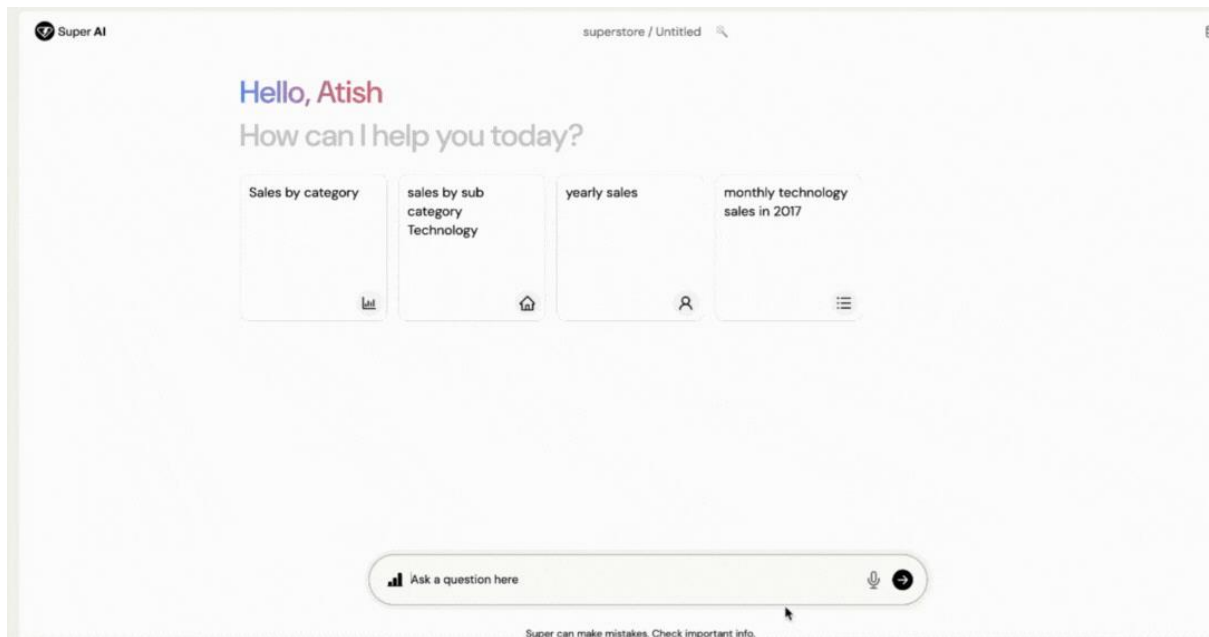 Super AI
superstore / Untitled
Hello, Atish
How can I help you today?
Sales by category
sales by sub
category
Technology
yearly sales
monthly technology
sales in 2017
Ask a question here
Super can make mistakes. Check important info.